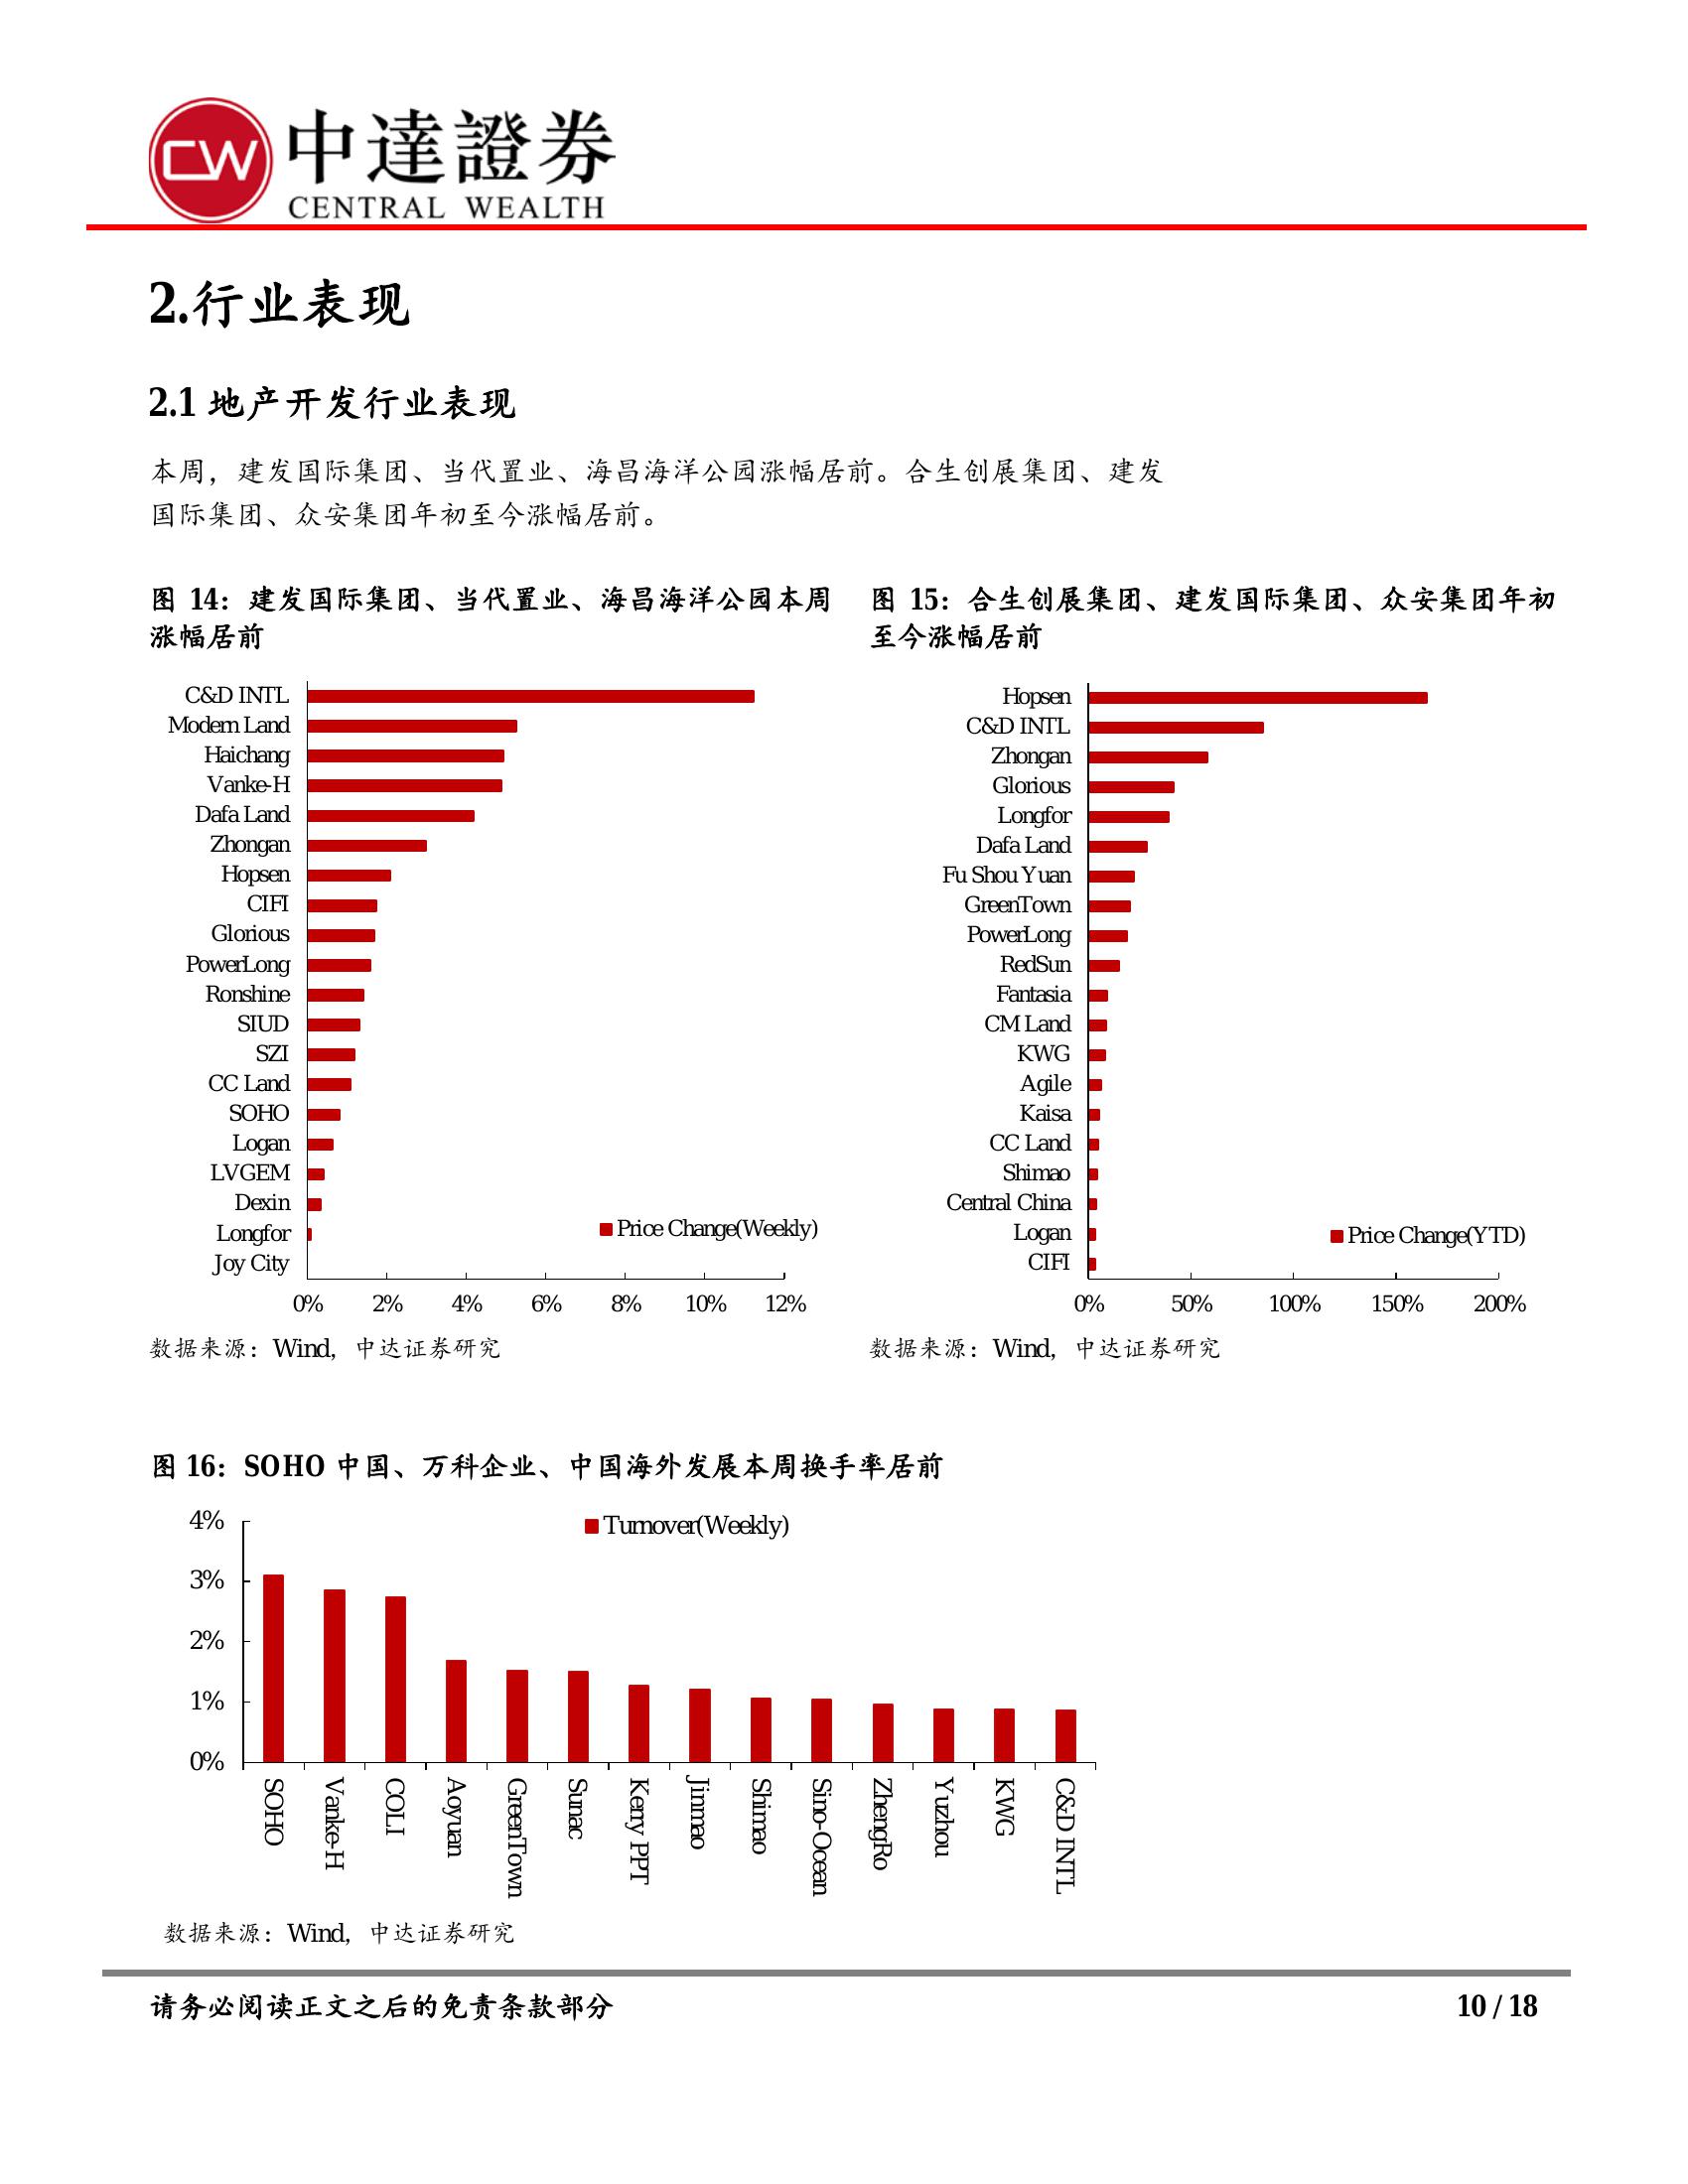 CW 中達證券
CENTRAL WEALTH
2.行业表现
2.1 地产开发行业表现
本周，建发国际集团、当代置业、海昌海洋公园涨幅居前。合生创展集团、建发
国际集团、众安集团年初至今涨幅居前。
图 14：建发国际集团、当代置业、海昌海洋公园本周
涨幅居前
C&D INTL
Modern Land
Haichang
Vanke-H
Dafa Land
Zhongan
Hopsen
CIFI
Glorious
PowerLong
Ronshine
SIUD
SZI
CC Land
SOHO
Logan
LVGEM
Dexin
Longfor
Joy City
Price Change(Weekly)
0% 2% 4% 6% 8% 10% 12%
数据来源：Wind，中达证券研究
图 15：合生创展集团、建发国际集团、众安集团年初
至今涨幅居前
Hopsen
C&D INTL
Zhongan
Glorious
Longfor
Dafa Land
Fu Shou Yuan
GreenTown
PowerLong
RedSun
Fantasia
CM Land
KWG
Agile
Kaisa
CC Land
Shimao
Central China
Logan
CIFI
Price Change(YTD)
0% 50% 100% 150% 200%
数据来源：Wind，中达证券研究
图 16：SOHO 中国、万科企业、中国海外发展本周换手率居前
Turnover(Weekly)
4%
3%
2%
1%
0%
SOHO
Vanke-H
COLI
Aoyuan
GreenTown
Sunac
Kerry PPT
Jinmao
Shimao
Sino-Ocean
ZhengRo
Yuzhou
KWG
C&D INTL
数据来源：Wind，中达证券研究
请务必阅读正文之后的免责条款部分
10 / 18